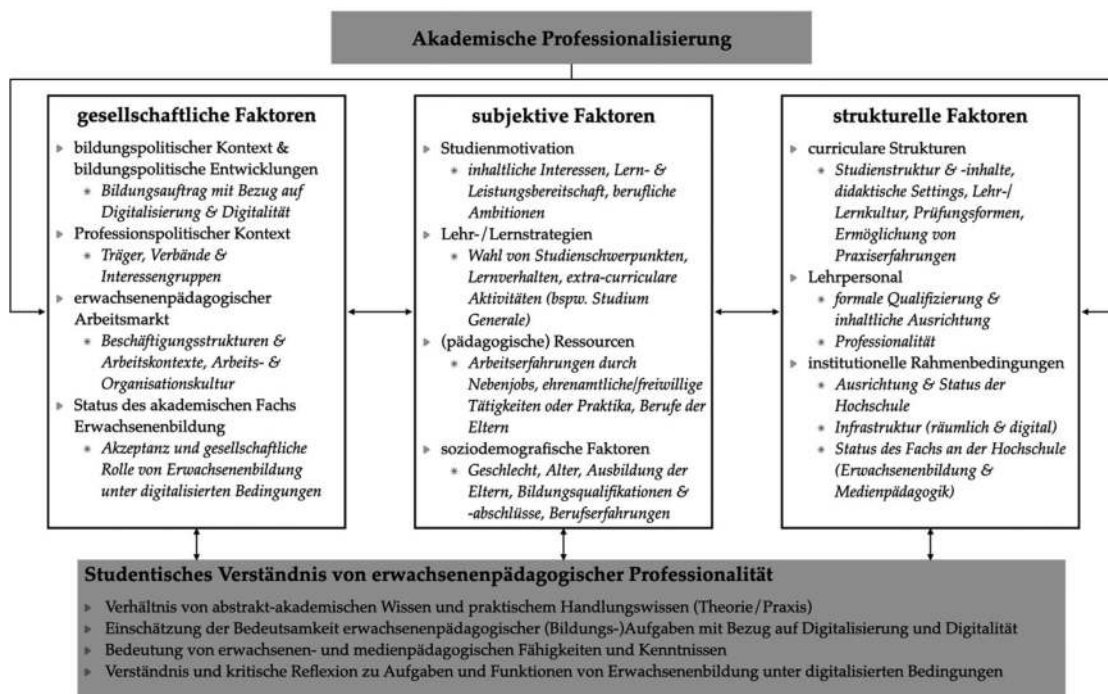 Akademische Professionalisierung
gesellschaftliche Faktoren
▹ bildungspolitischer Kontext &
bildungspolitische Entwicklungen
* Bildungsauftrag mit Bezug auf
Digitalisierung & Digitalität
▹ Professionspolitischer Kontext
* Träger, Verbände &
Interessengruppen
▹ erwachsenenpädagogischer
Arbeitsmarkt
* Beschäftigungsstrukturen &
Arbeitskontexte, Arbeits- &
Organisationskultur
▹ Status des akademischen Fachs
Erwachsenenbildung
* Akzeptanz und gesellschaftliche
Rolle von Erwachsenenbildung
unter digitalisierten Bedingungen
subjektive Faktoren
▹ Studienmotivation
* inhaltliche Interessen, Lern- &
Leistungsbereitschaft, berufliche
Ambitionen
▹ Lehr-/Lernstrategien
* Wahl von Studienschwerpunkten,
Lernverhalten, extra-curriculare
Aktivitäten (bspw. Studium
Generale)
▹ (pädagogische) Ressourcen
* Arbeitserfahrungen durch
Nebenjobs, ehrenamtliche/freiwillige
Tätigkeiten oder Praktika, Berufe der
Eltern
▹ soziodemografische Faktoren
* Geschlecht, Alter, Ausbildung der
Eltern, Bildungsqualifikationen &
-abschlüsse, Berufserfahrungen
strukturelle Faktoren
▹ curriculare Strukturen
* Studienstruktur & -inhalte,
didaktische Settings, Lehr-/
Lernkultur, Prüfungsformen,
Ermöglichung von
Praxiserfahrungen
▹ Lehrpersonal
* formale Qualifizierung &
inhaltliche Ausrichtung
* Professionalität
▹ institutionelle Rahmenbedingungen
* Ausrichtung & Status der
Hochschule
* Infrastruktur (räumlich & digital)
* Status des Fachs an der Hochschule
(Erwachsenenbildung &
Medienpädagogik)
Studentisches Verständnis von erwachsenenpädagogischer Professionalität
▹ Verhältnis von abstrakt-akademischen Wissen und praktischem Handlungswissen (Theorie/Praxis)
▹ Einschätzung der Bedeutsamkeit erwachsenenpädagogischer (Bildungs-)Aufgaben mit Bezug auf Digitalisierung und Digitalität
▹ Bedeutung von erwachsenen- und medienpädagogischen Fähigkeiten und Kenntnissen
▹ Verständnis und kritische Reflexion zu Aufgaben und Funktionen von Erwachsenenbildung unter digitalisierten Bedingungen